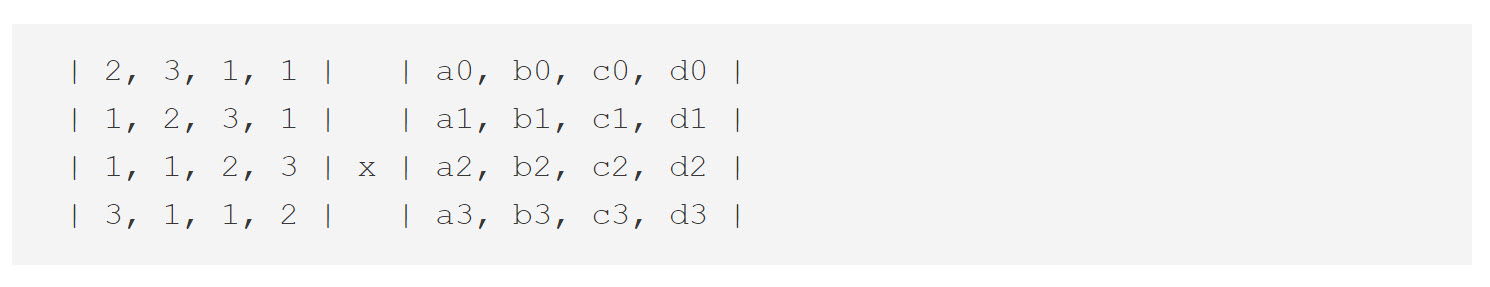 | 2, 3, 1, 1 | | a0, b0, c0, d0 |
| 1, 2, 3, 1 | | a1, b1, c1, d1 |
| 1, 1, 2, 3 | x | a2, b2, c2, d2 |
| 3, 1, 1, 2 | | a3, b3, c3, d3 |